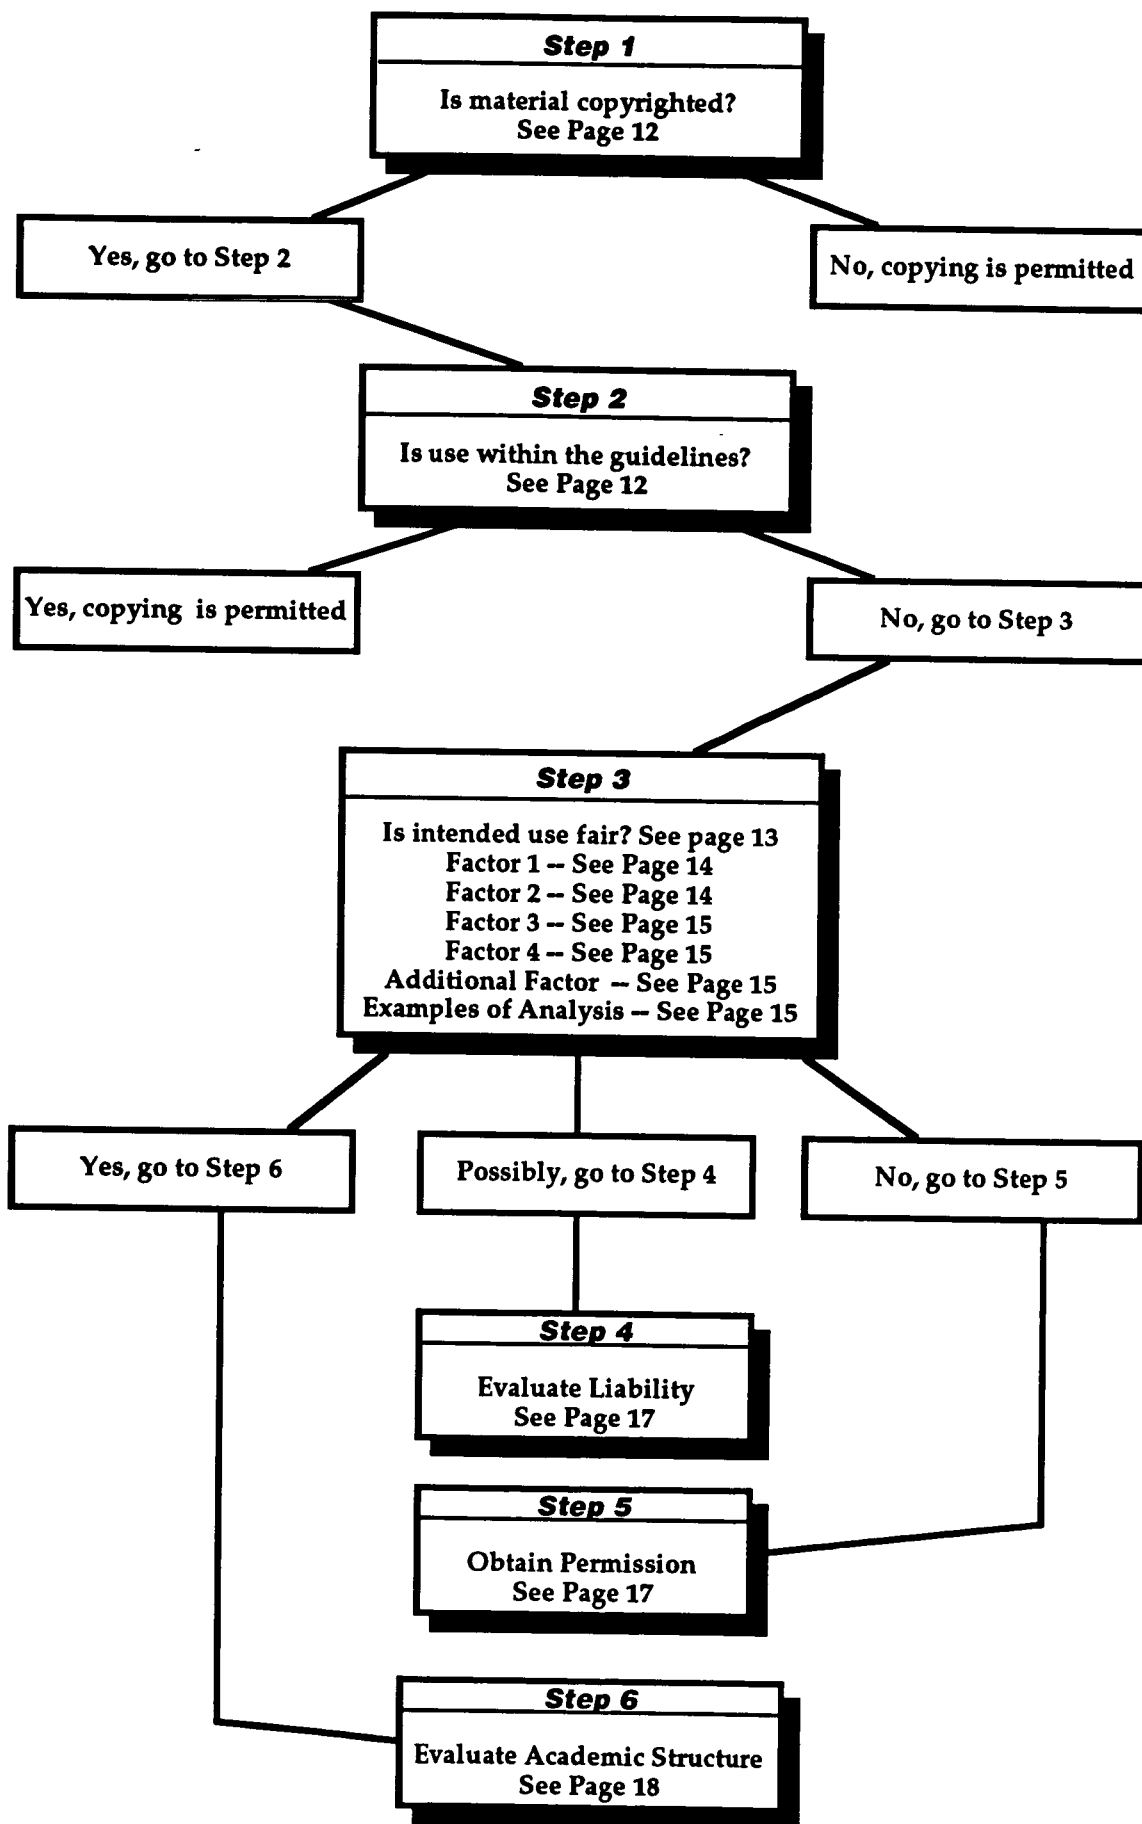 Step 1
Is material copyrighted?
See Page 12
Yes, go to Step 2
No, copying is permitted
Step 2
Is use within the guidelines?
See Page 12
Yes, copying is permitted
No, go to Step 3
Step 3
Is intended use fair? See page 13
Factor 1 -- See Page 14
Factor 2 -- See Page 14
Factor 3 -- See Page 15
Factor 4 -- See Page 15
Additional Factor -- See Page 15
Examples of Analysis -- See Page 15
Yes, go to Step 6
Possibly, go to Step 4
No, go to Step 5
Step 4
Evaluate Liability
See Page 17
Step 5
Obtain Permission
See Page 17
Step 6
Evaluate Academic Structure
See Page 18